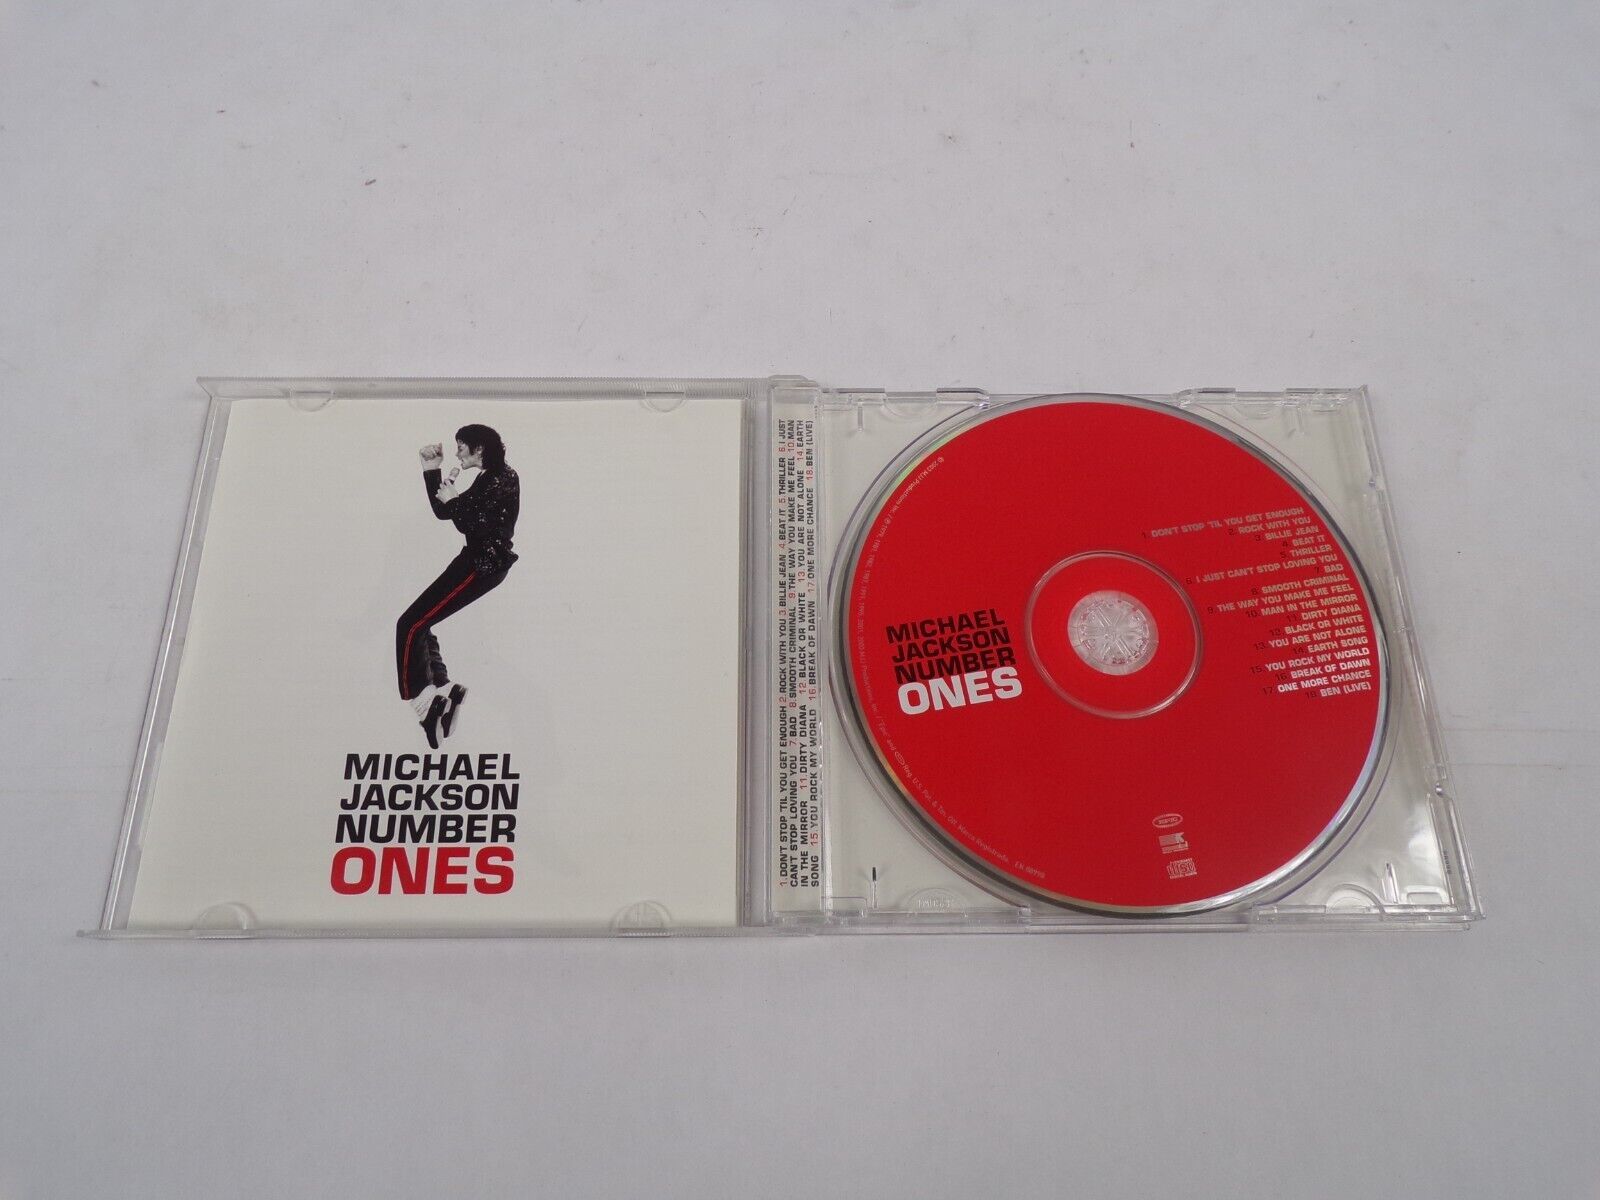 MICHAEL
JACKSON
NUMBER
ONES
1. DON'T STOP 'TIL YOU GET ENOUGH 2. ROCK WITH YOU 3. BILLIE JEAN 4. BEAT IT 5. THRILLER 6. I JUST
CAN'T STOP LOVING YOU 7. BAD 8. SMOOTH CRIMINAL 9. THE WAY YOU MAKE ME FEEL 10. MAN
IN THE MIRROR 11. DIRTY DIANA 12. BLACK OR WHITE 13. YOU ARE NOT ALONE 14. EARTH
SONG 15. YOU ROCK MY WORLD 16. BREAK OF DAWN 17. ONE MORE CHANCE 18. BEN (LIVE)
MICHAEL
JACKSON
NUMBER
ONES
1. DON'T STOP 'TIL YOU GET ENOUGH
2. ROCK WITH YOU
3. BILLIE JEAN
4. BEAT IT
5. THRILLER
6. I JUST CAN'T STOP LOVING YOU
7. BAD
8. SMOOTH CRIMINAL
9. THE WAY YOU MAKE ME FEEL
10. MAN IN THE MIRROR
11. DIRTY DIANA
12. BLACK OR WHITE
13. YOU ARE NOT ALONE
14. EARTH SONG
15. YOU ROCK MY WORLD
16. BREAK OF DAWN
17. ONE MORE CHANCE
18. BEN (LIVE)
epic